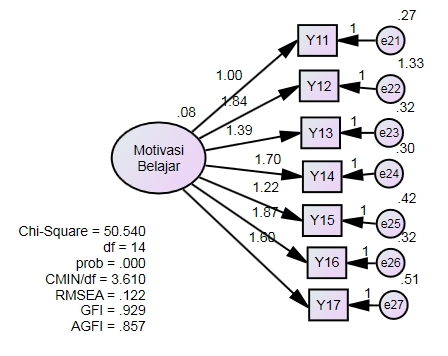 .27
1
Y11
e21
1.33
1.00
1
Y12
e22
.08
1.84
.32
1
1.39
Y13
e23
.30
Motivasi
Belajar
1.70
1
Y14
e24
1.22
.42
1.87
1
Y15
e25
.32
1.60
1
Y16
e26
.51
1
Y17
e27
Chi-Square = 50.540
df = 14
prob = .000
CMIN/df = 3.610
RMSEA = .122
GFI = .929
AGFI = .857